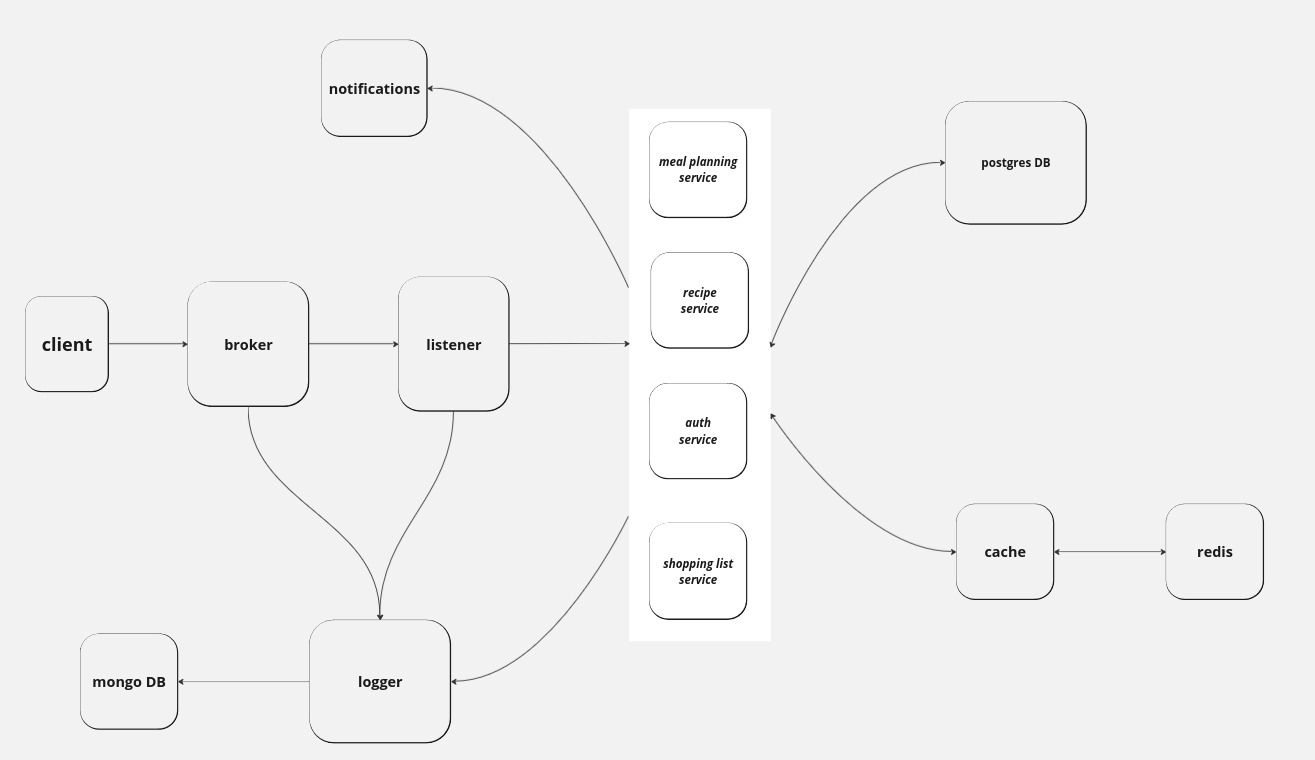 notifications
meal planning
service
postgres DB
recipe
service
client
broker
listener
auth
service
cache
redis
shopping list
service
mongo DB
logger